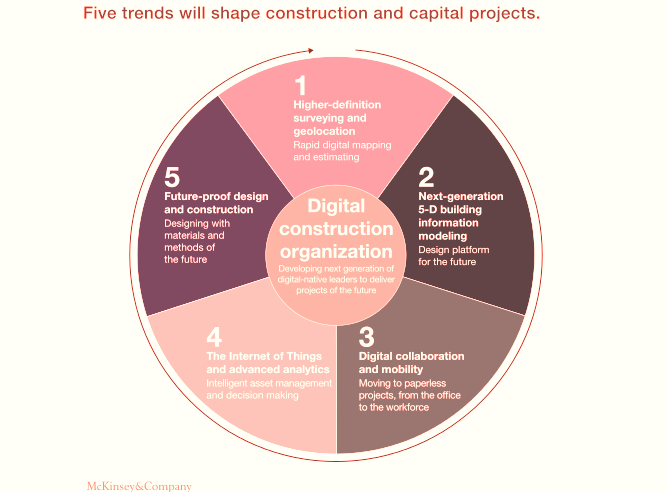 Five trends will shape construction and capital projects.
1
Higher-definition
surveying and
geolocation
Rapid digital mapping
and estimating
2
Next-generation
5-D building
information
modeling
Design platform
for the future
3
Digital collaboration
and mobility
Moving to paperless
projects, from the office
to the workforce
4
The Internet of Things
and advanced analytics
Intelligent asset management
and decision making
5
Future-proof design
and construction
Designing with
materials and
methods of
the future
Digital
construction
organization
Developing next generation of
digital-native leaders to deliver
projects of the future
McKinsey&Company